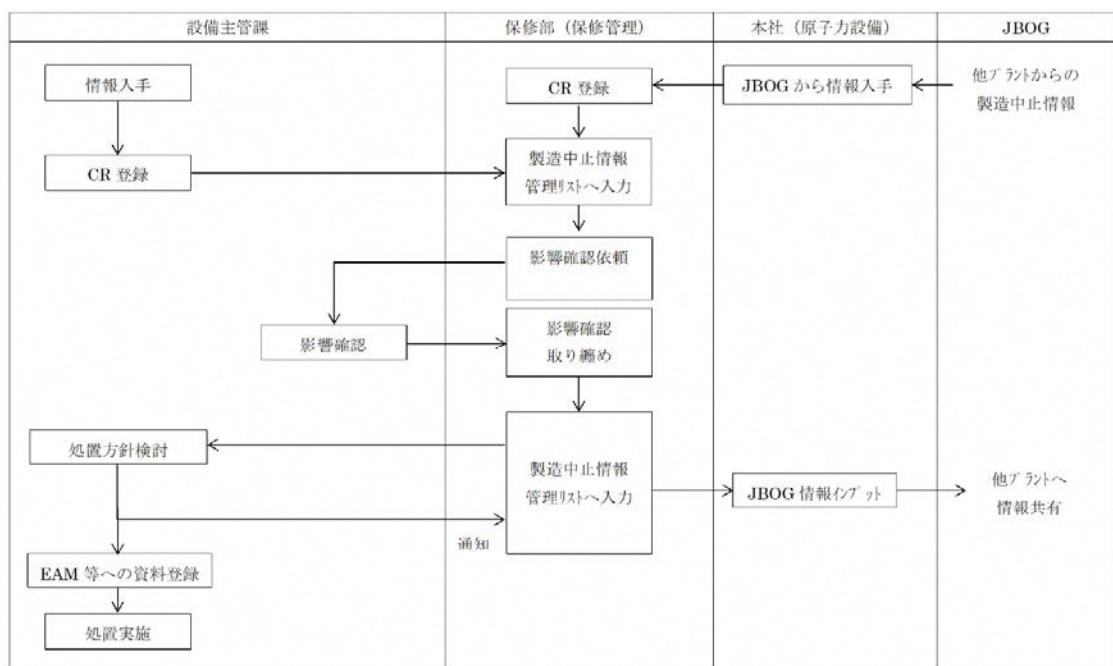 設備主管課
保修部(保修管理)
本社(原子力設備)
JBOG
情報入手
CR 登録
JBOG から情報入手
他プラントからの
製造中止情報
CR 登録
製造中止情報
管理リストへ入力
影響確認依頼
影響確認
影響確認
取り纏め
処置方針検討
製造中止情報
管理リストへ入力
JBOG 情報インプット
他プラントへ
情報共有
通知
EAM 等への資料登録
処置実施